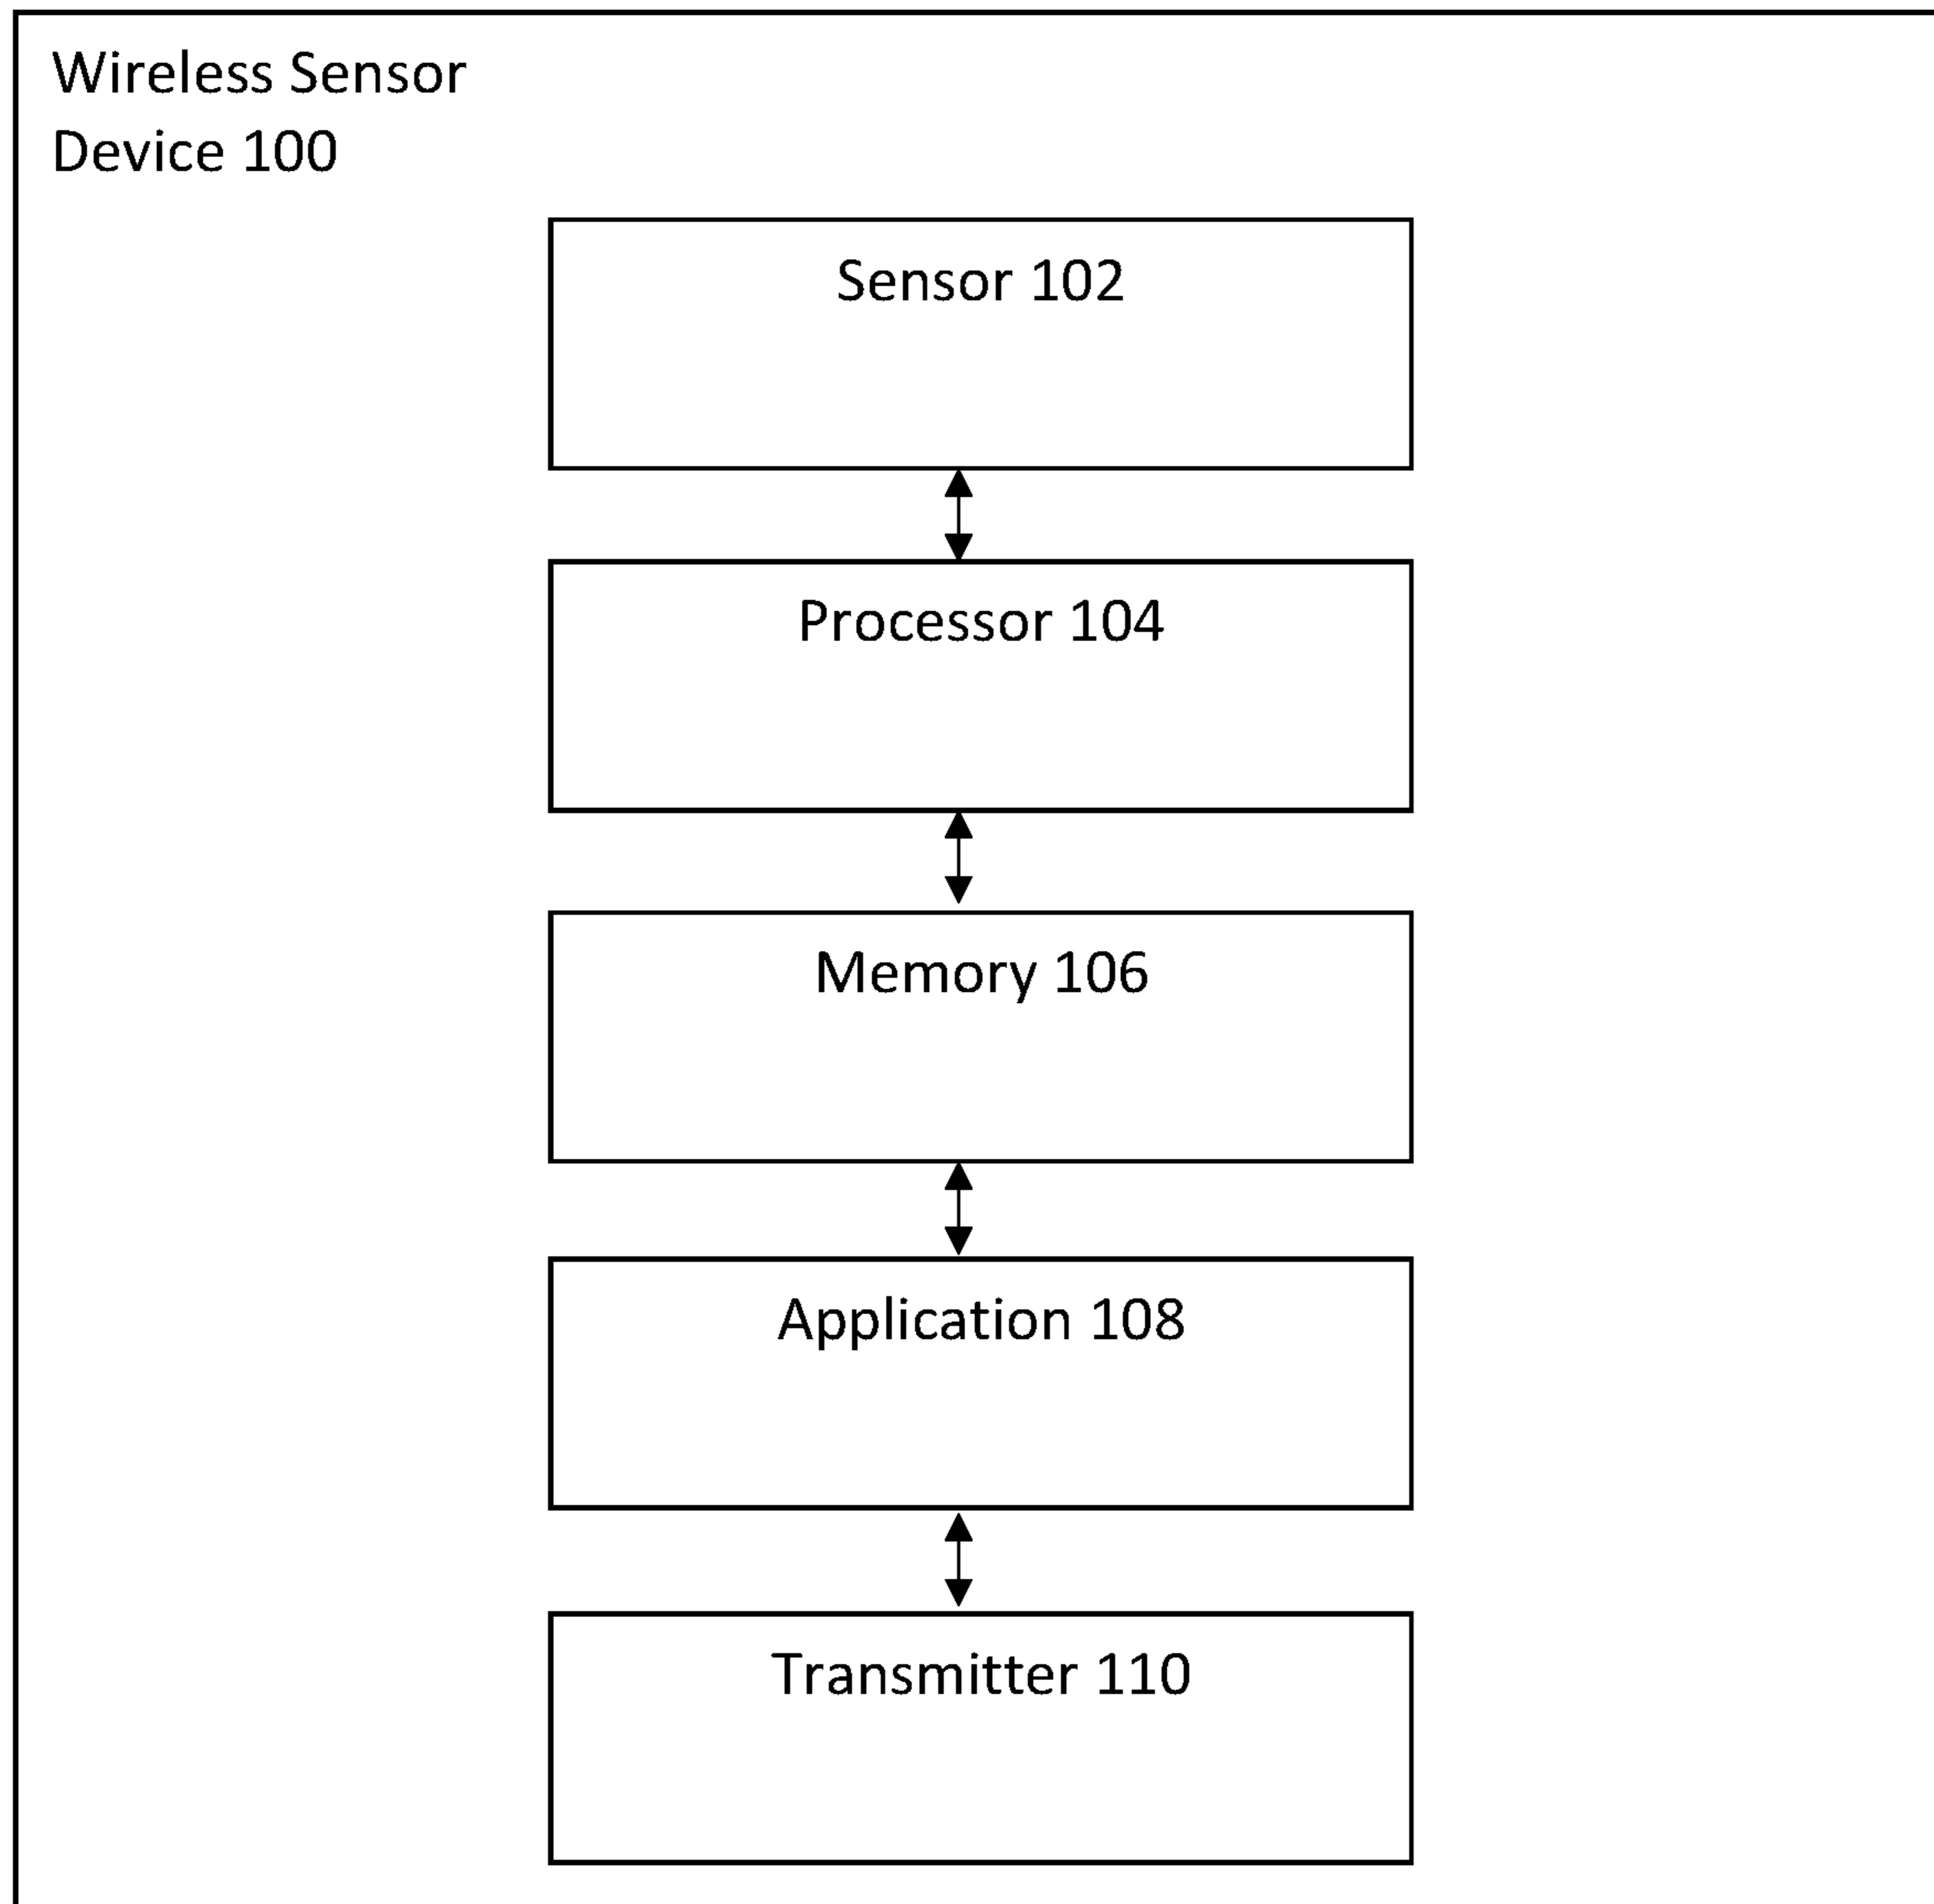 Wireless Sensor
Device 100
Sensor 102
Processor 104
Memory 106
Application 108
Transmitter 110